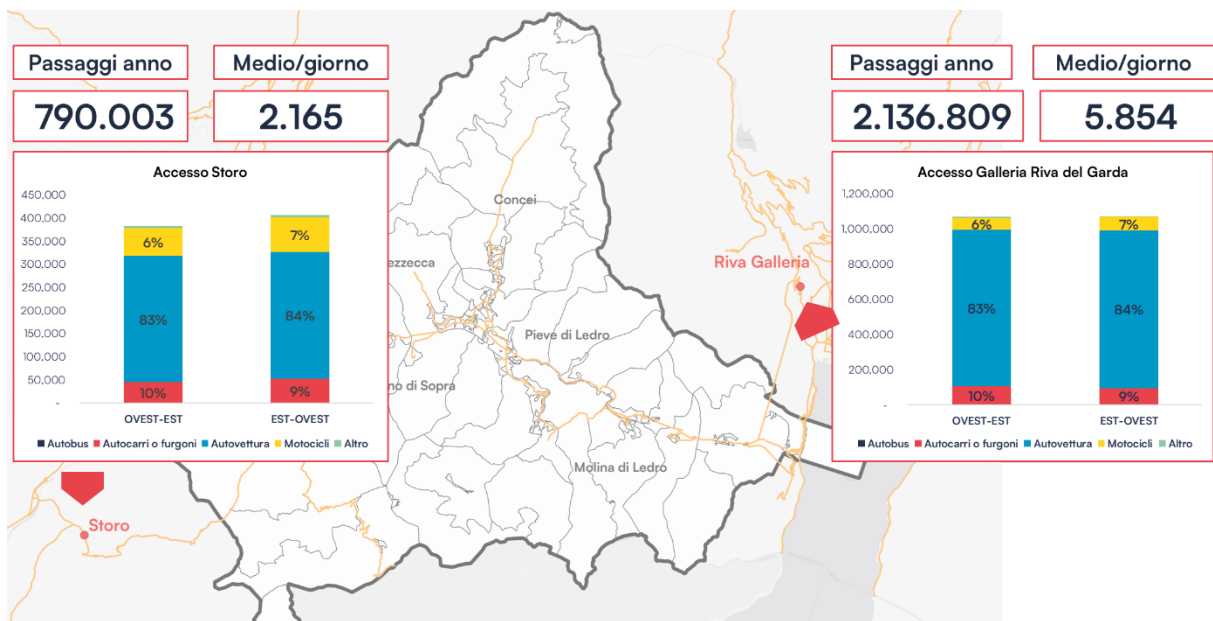 Passaggi anno
Medio/giorno
790.003
2.165
Accesso Storo
450,000
400,000
350,000
300,000
250,000
200,000
150,000
100,000
50,000
-
6%
83%
10%
7%
84%
9%
OVEST-EST
EST-OVEST
Autobus
Autocarri o furgoni
Autovettura
Motocicli
Altro
Storo
Concei
ezzecca
Pieve di Ledro
no di Sopra
Molina di Ledro
Riva Galleria
Passaggi anno
Medio/giorno
2.136.809
5.854
Accesso Galleria Riva del Garda
1,200,000
1,000,000
800,000
600,000
400,000
200,000
-
6%
83%
10%
7%
84%
9%
OVEST-EST
EST-OVEST
Autobus
Autocarri o furgoni
Autovettura
Motocicli
Altro